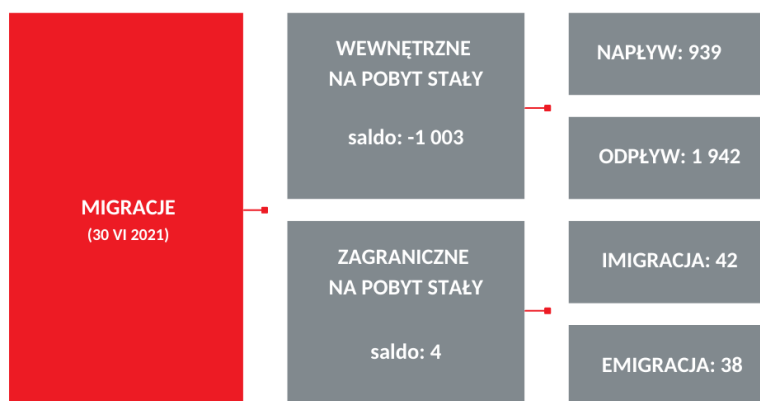 MIGRACJE
(30 VI 2021)
WEWNĘTRZNE
NA POBYT STAŁY
saldo: -1 003
NAPŁYW: 939
ODPŁYW: 1 942
ZAGRANICZNE
NA POBYT STAŁY
saldo: 4
IMIGRACJA: 42
EMIGRACJA: 38